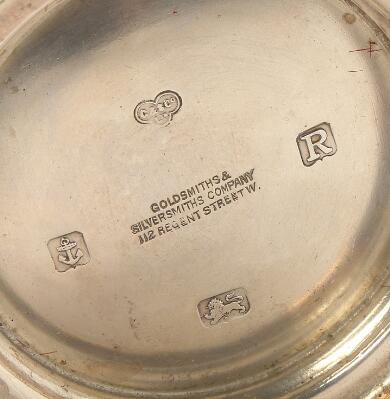 R
GOLDSMITHS &
SILVERSMITHS COMPANY
112 REGENT STREET W.